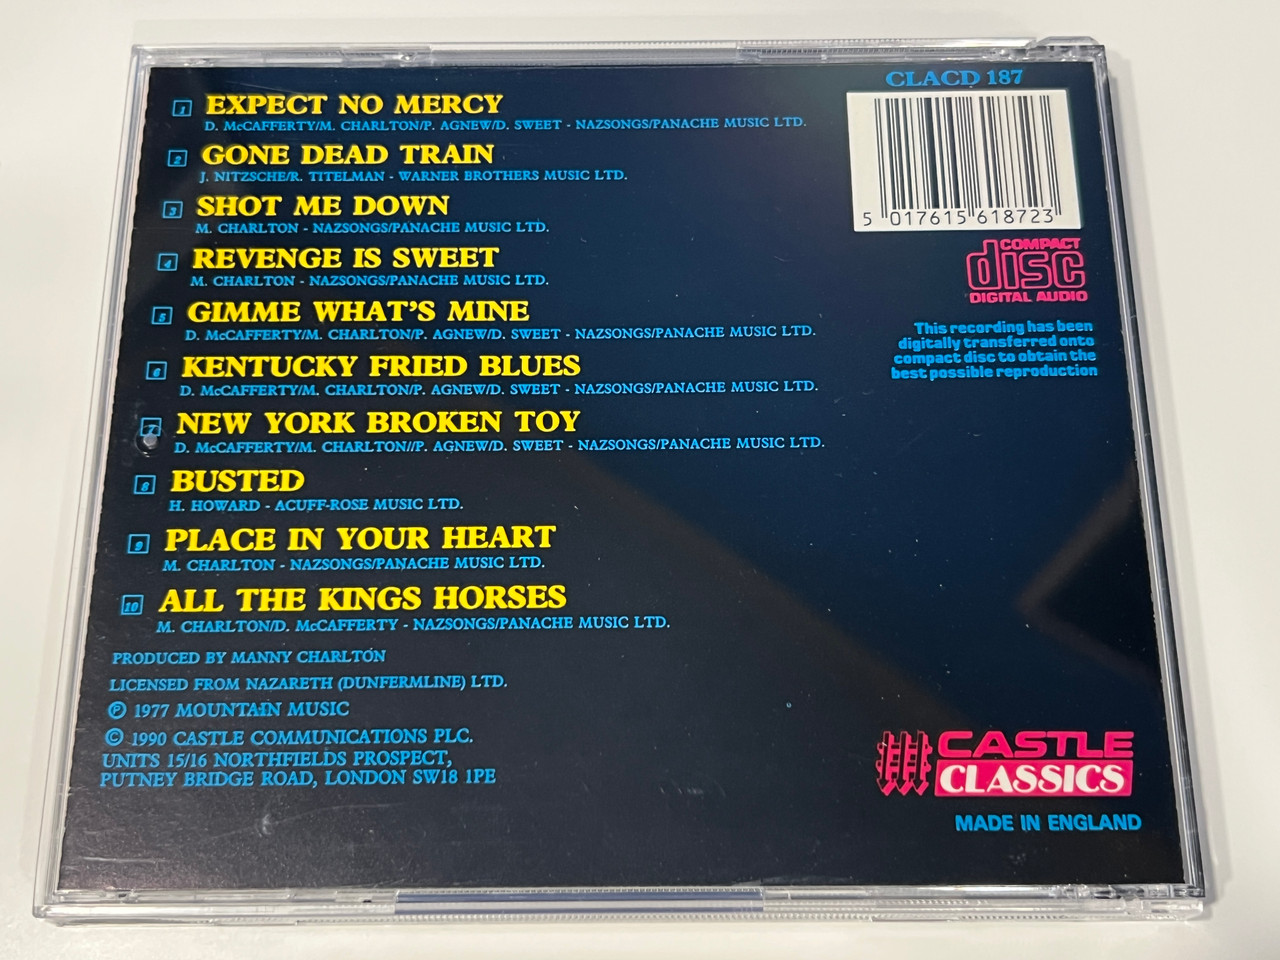 1 EXPECT NO MERCY
D. McCAFFERTY/M. CHARLTON/P. AGNEW/D. SWEET - NAZSONGS/PANACHE MUSIC LTD.
2 GONE DEAD TRAIN
J. NITZSCHE/R. TITELMAN - WARNER BROTHERS MUSIC LTD.
3 SHOT ME DOWN
M. CHARLTON - NAZSONGS/PANACHE MUSIC LTD.
4 REVENGE IS SWEET
M. CHARLTON - NAZSONGS/PANACHE MUSIC LTD.
5 GIMME WHAT'S MINE
D. McCAFFERTY/M. CHARLTON/P. AGNEW/D. SWEET - NAZSONGS/PANACHE MUSIC LTD.
6 KENTUCKY FRIED BLUES
D. McCAFFERTY/M. CHARLTON/P. AGNEW/D. SWEET - NAZSONGS/PANACHE MUSIC LTD.
7 NEW YORK BROKEN TOY
D. McCAFFERTY/M. CHARLTON//P. AGNEW/D. SWEET - NAZSONGS/PANACHE MUSIC LTD.
8 BUSTED
H. HOWARD - ACUFF-ROSE MUSIC LTD.
9 PLACE IN YOUR HEART
M. CHARLTON - NAZSONGS/PANACHE MUSIC LTD.
10 ALL THE KINGS HORSES
M. CHARLTON/D. McCAFFERTY - NAZSONGS/PANACHE MUSIC LTD.
PRODUCED BY MANNY CHARLTON
LICENSED FROM NAZARETH (DUNFERMLINE) LTD.
℗ 1977 MOUNTAIN MUSIC
© 1990 CASTLE COMMUNICATIONS PLC.
UNITS 15/16 NORTHFIELDS PROSPECT,
PUTNEY BRIDGE ROAD, LONDON SW18 1PE
CLACD 187
5 017615 618723
COMPACT
disc
DIGITAL AUDIO
This recording has been
digitally transferred onto
compact disc to obtain the
best possible reproduction
CASTLE
CLASSICS
MADE IN ENGLAND